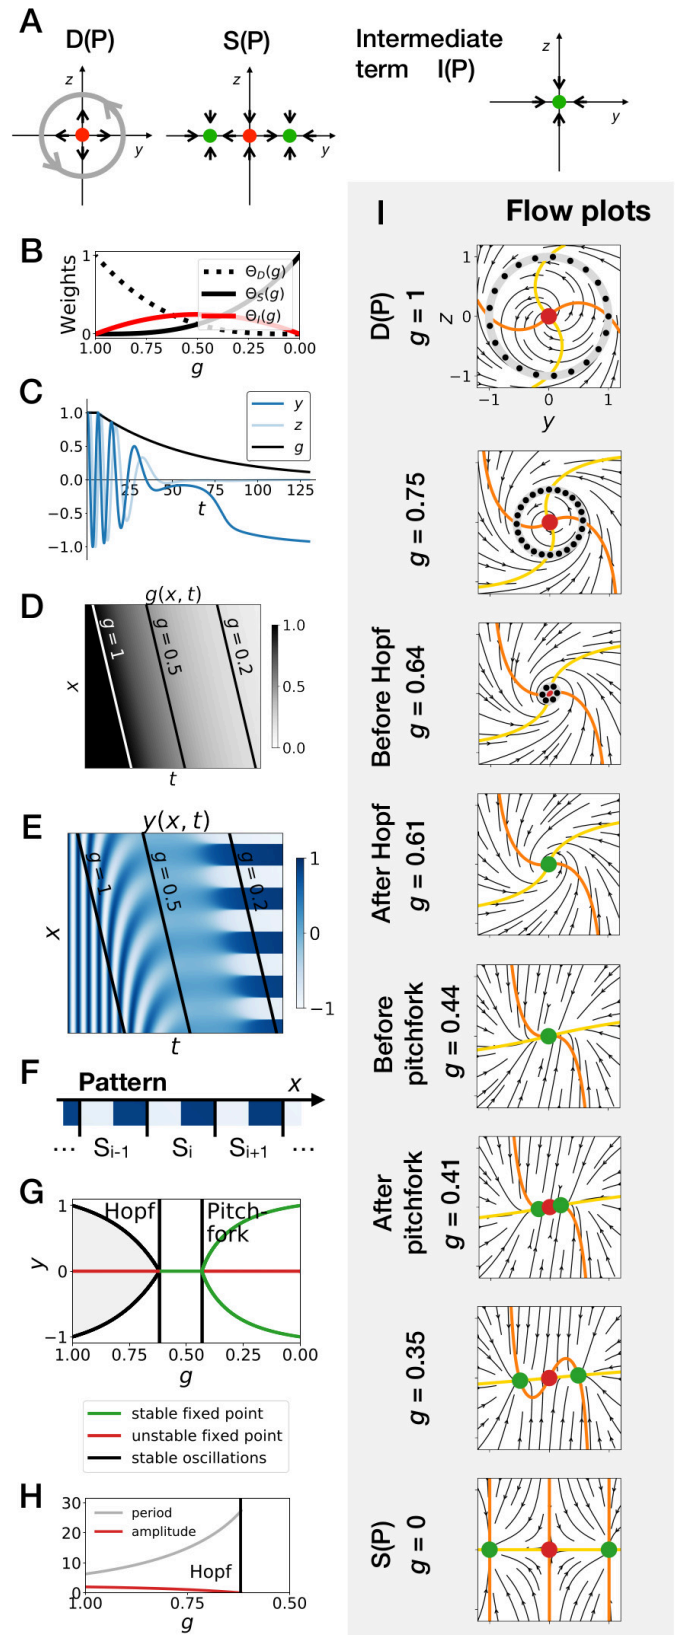 A
D(P)
S(P)
Intermediate
term I(P)
z
y
z
y
z
y
B
Weights
1
0
Θ_D(g)
Θ_S(g)
Θ_I(g)
1.00 0.75 0.50 0.25 0.00
g
C
1.0
0.5
0.0
−0.5
−1.0
y
z
g
25 50 75 100 125
t
D
g(x, t)
g = 1
g = 0.5
g = 0.2
x
t
1.0
0.5
0.0
E
y(x, t)
g = 1
g = 0.5
g = 0.2
x
t
1
0
−1
F
Pattern
x
... S_{i-1} S_i S_{i+1} ...
G
1
0
−1
y
Hopf
Pitch-
fork
1.00 0.75 0.50 0.25 0.00
g
stable fixed point
unstable fixed point
stable oscillations
H
30
20
10
0
period
amplitude
Hopf
1.00 0.75 0.50
g
I
Flow plots
D(P)
g = 1
z
1
0
−1
−1 0 1
y
g = 0.75
Before Hopf
g = 0.64
After Hopf
g = 0.61
Before
pitchfork
g = 0.44
After
pitchfork
g = 0.41
g = 0.35
S(P)
g = 0